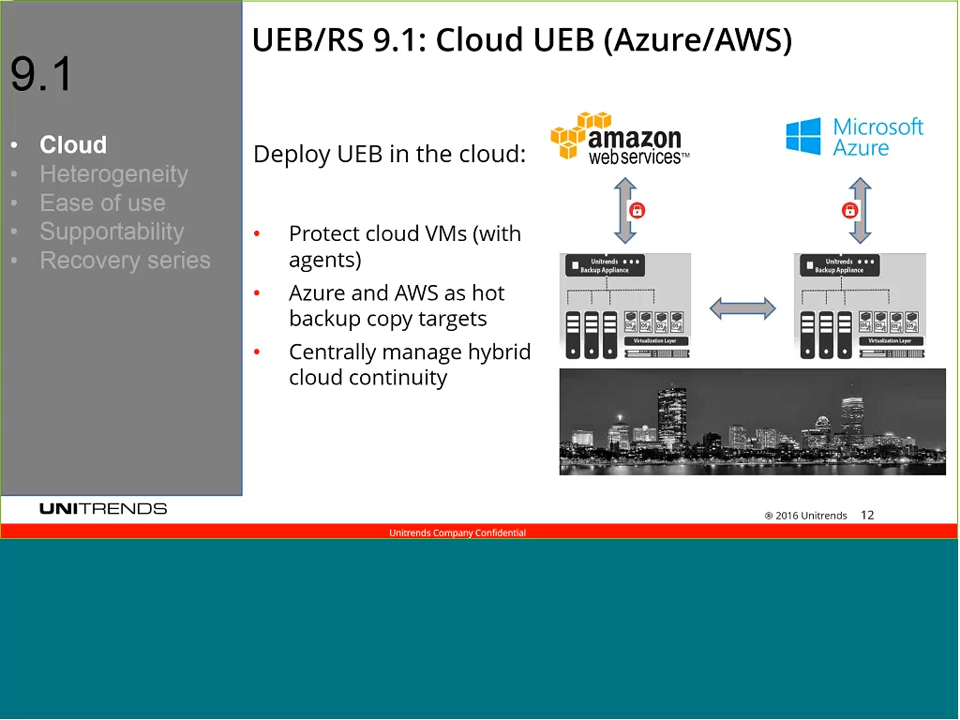 UEB/RS 9.1: Cloud UEB (Azure/AWS)
9.1
• Cloud
• Heterogeneity
• Ease of use
• Supportability
• Recovery series
Deploy UEB in the cloud:
• Protect cloud VMs (with
agents)
• Azure and AWS as hot
backup copy targets
• Centrally manage hybrid
cloud continuity
amazon
webservices™
Microsoft
Azure
Unitrends
Backup Appliance
Virtualization Layer
Unitrends
Backup Appliance
Virtualization Layer
UNITRENDS
® 2016 Unitrends 12
Unitrends Company Confidential